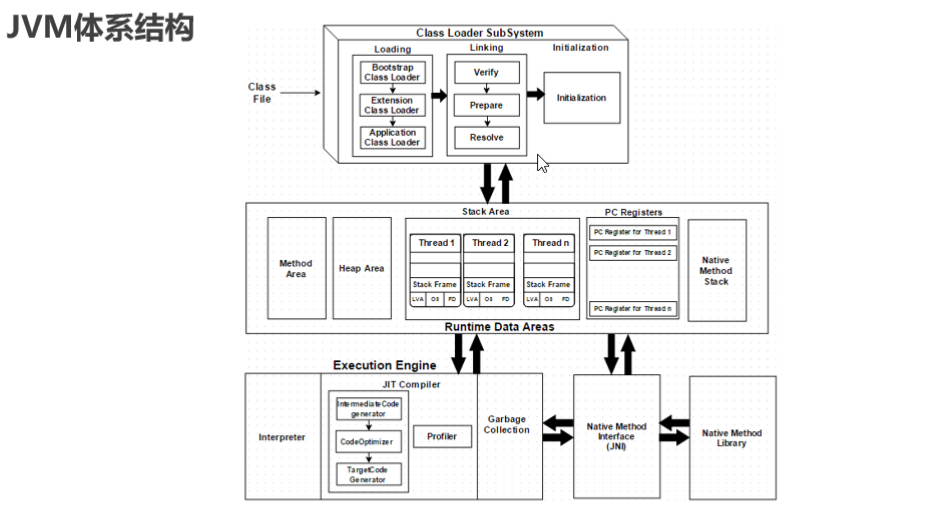 JVM体系结构
Class Loader SubSystem
Loading
Linking
Initialization
Class
File
Bootstrap
Class Loader
Extension
Class Loader
Application
Class Loader
Verify
Prepare
Resolve
Initialization
Stack Area
PC Registers
Method
Area
Heap Area
Thread 1
Stack Frame
LVA OS FD
Thread 2
Stack Frame
LVA OS FD
Thread n
Stack Frame
LVA OS FD
PC Register for Thread 1
PC Register for Thread 2
PC Register for Thread n
Native
Method
Stack
Runtime Data Areas
Execution Engine
Interpreter
JIT Compiler
IntermediateCode
generator
CodeOptimizer
TargetCode
Generator
Profiler
Garbage
Collection
Native Method
Interface
(JNI)
Native Method
Library